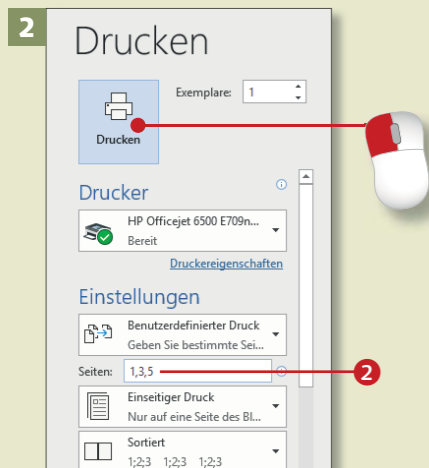 2
Drucken
Exemplare: 1
Drucken
Drucker
HP Officejet 6500 E709n...
Bereit
Druckereigenschaften
Einstellungen
Benutzerdefinierter Druck
Geben Sie bestimmte Sei...
Seiten: 1,3,5
2
Einseitiger Druck
Nur auf eine Seite des Bl...
Sortiert
1;2;3 1;2;3 1;2;3